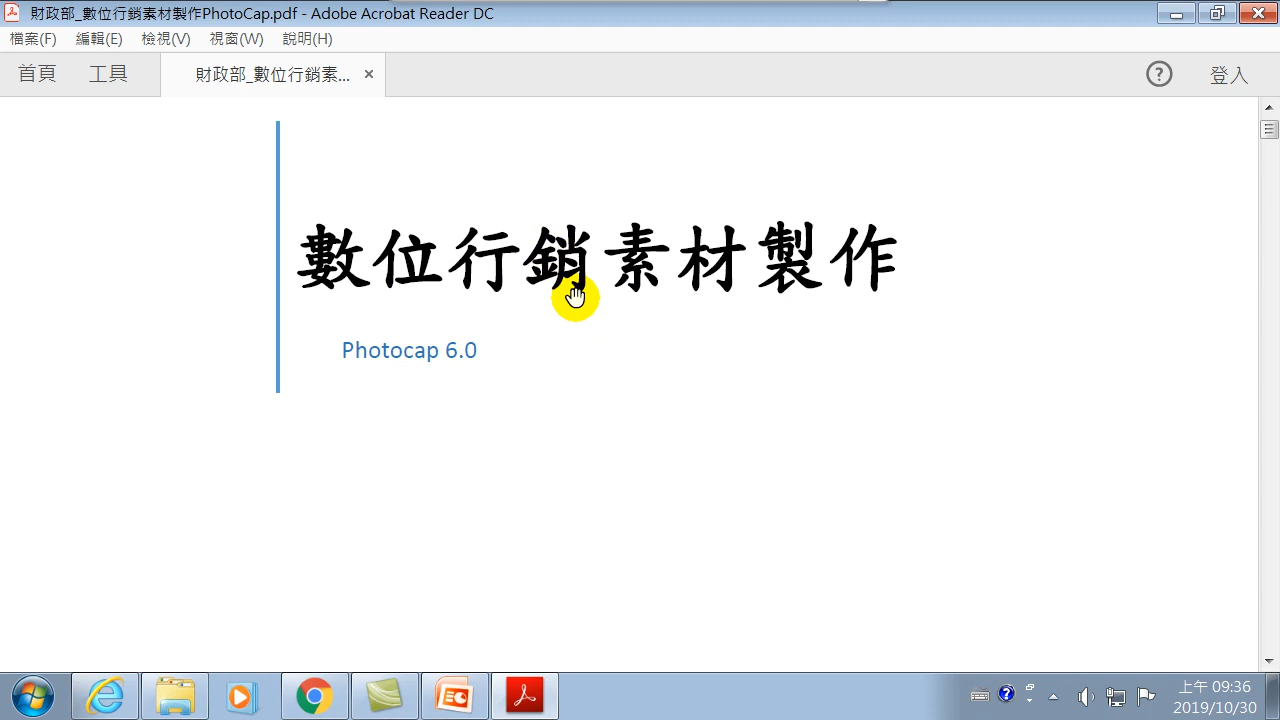 財政部_數位行銷素材製作PhotoCap.pdf - Adobe Acrobat Reader DC
檔案(F) 編輯(E) 檢視(V) 視窗(W) 說明(H)
首頁 工具 財政部_數位行銷素... × ? 登入
數位行銷素材製作
Photocap 6.0
上午 09:36
2019/10/30